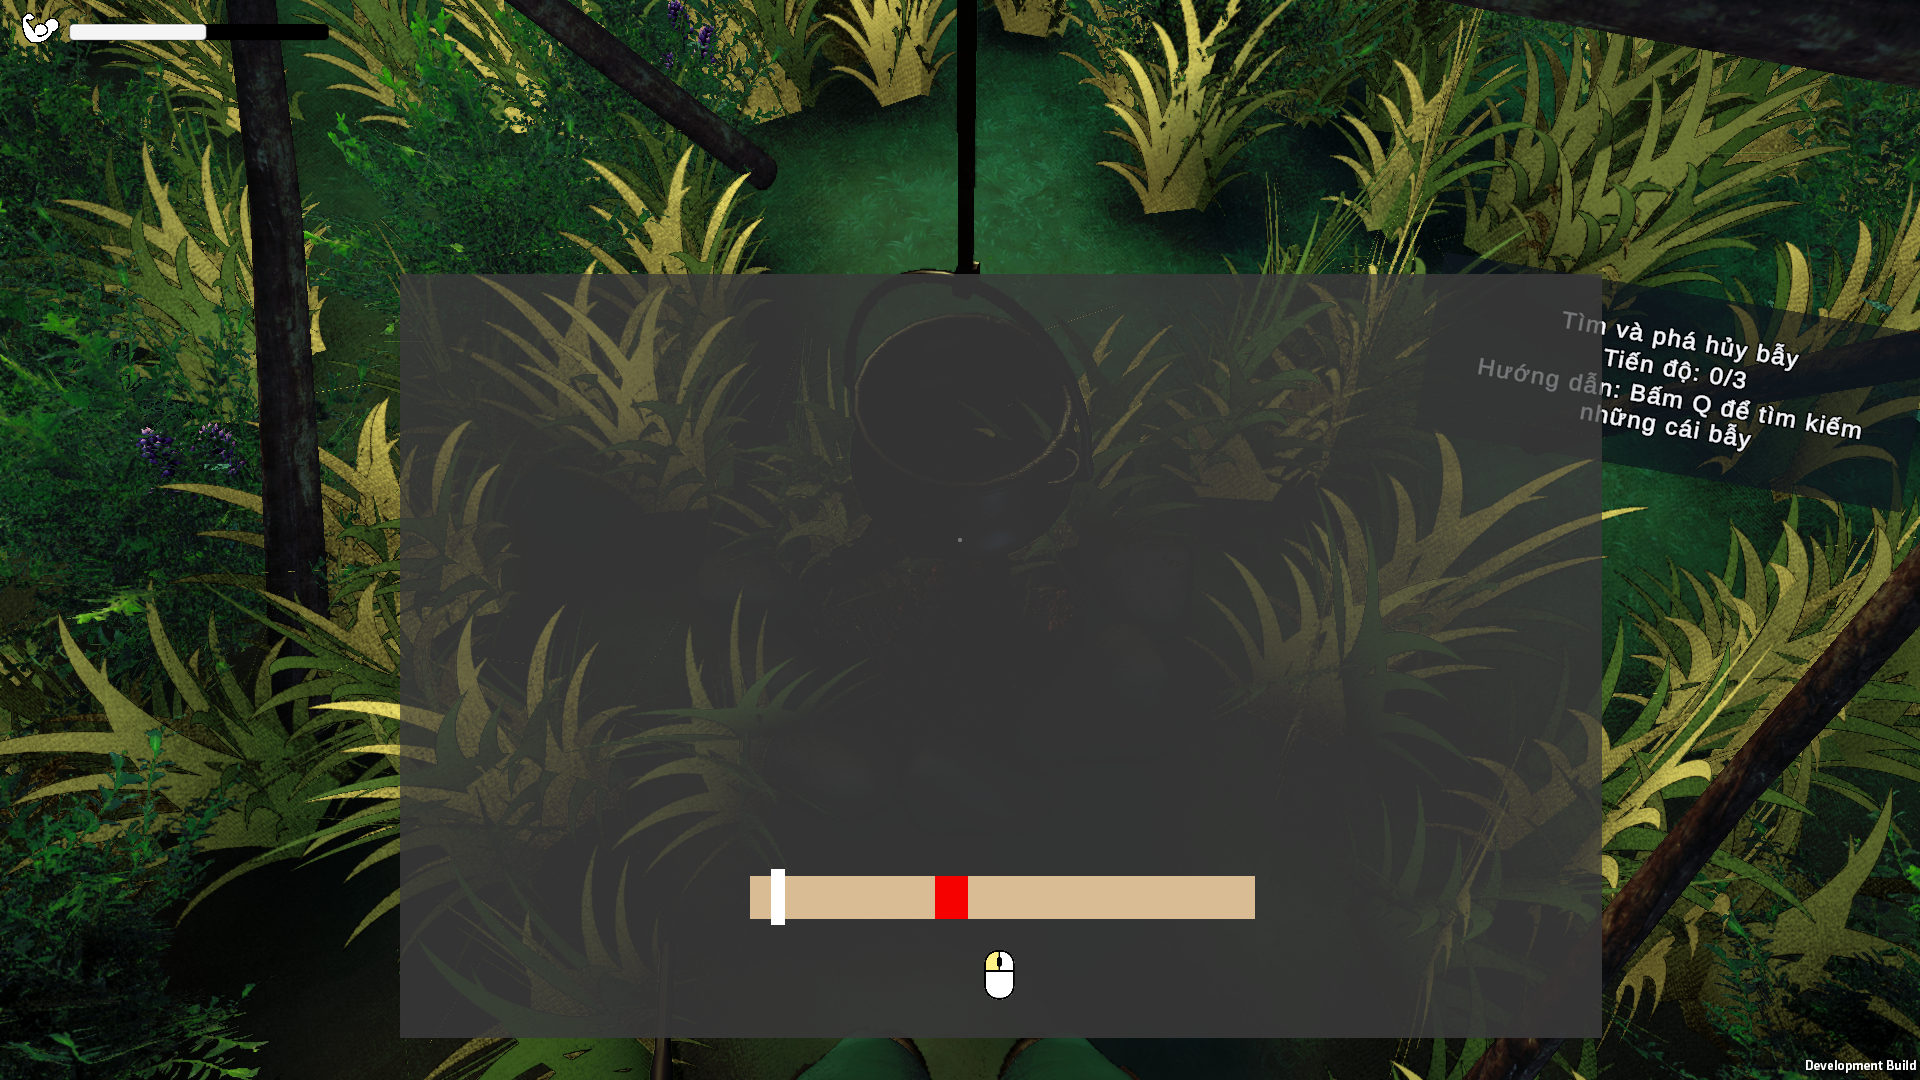 Tìm và phá hủy bẫy
Tiến độ: 0/3
Hướng dẫn: Bấm Q để tìm kiếm
những cái bẫy
Development Build